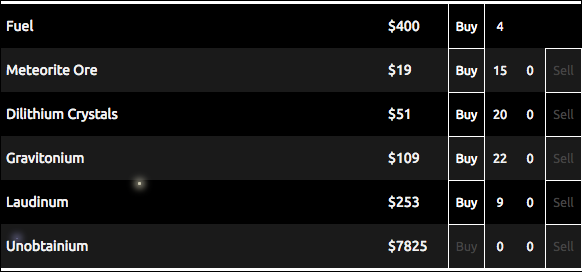 Fuel $400 Buy 4
Meteorite Ore $19 Buy 15 0 Sell
Dilithium Crystals $51 Buy 20 0 Sell
Gravitonium $109 Buy 22 0 Sell
Laudinum $253 Buy 9 0 Sell
Unobtainium $7825 Buy 0 0 Sell